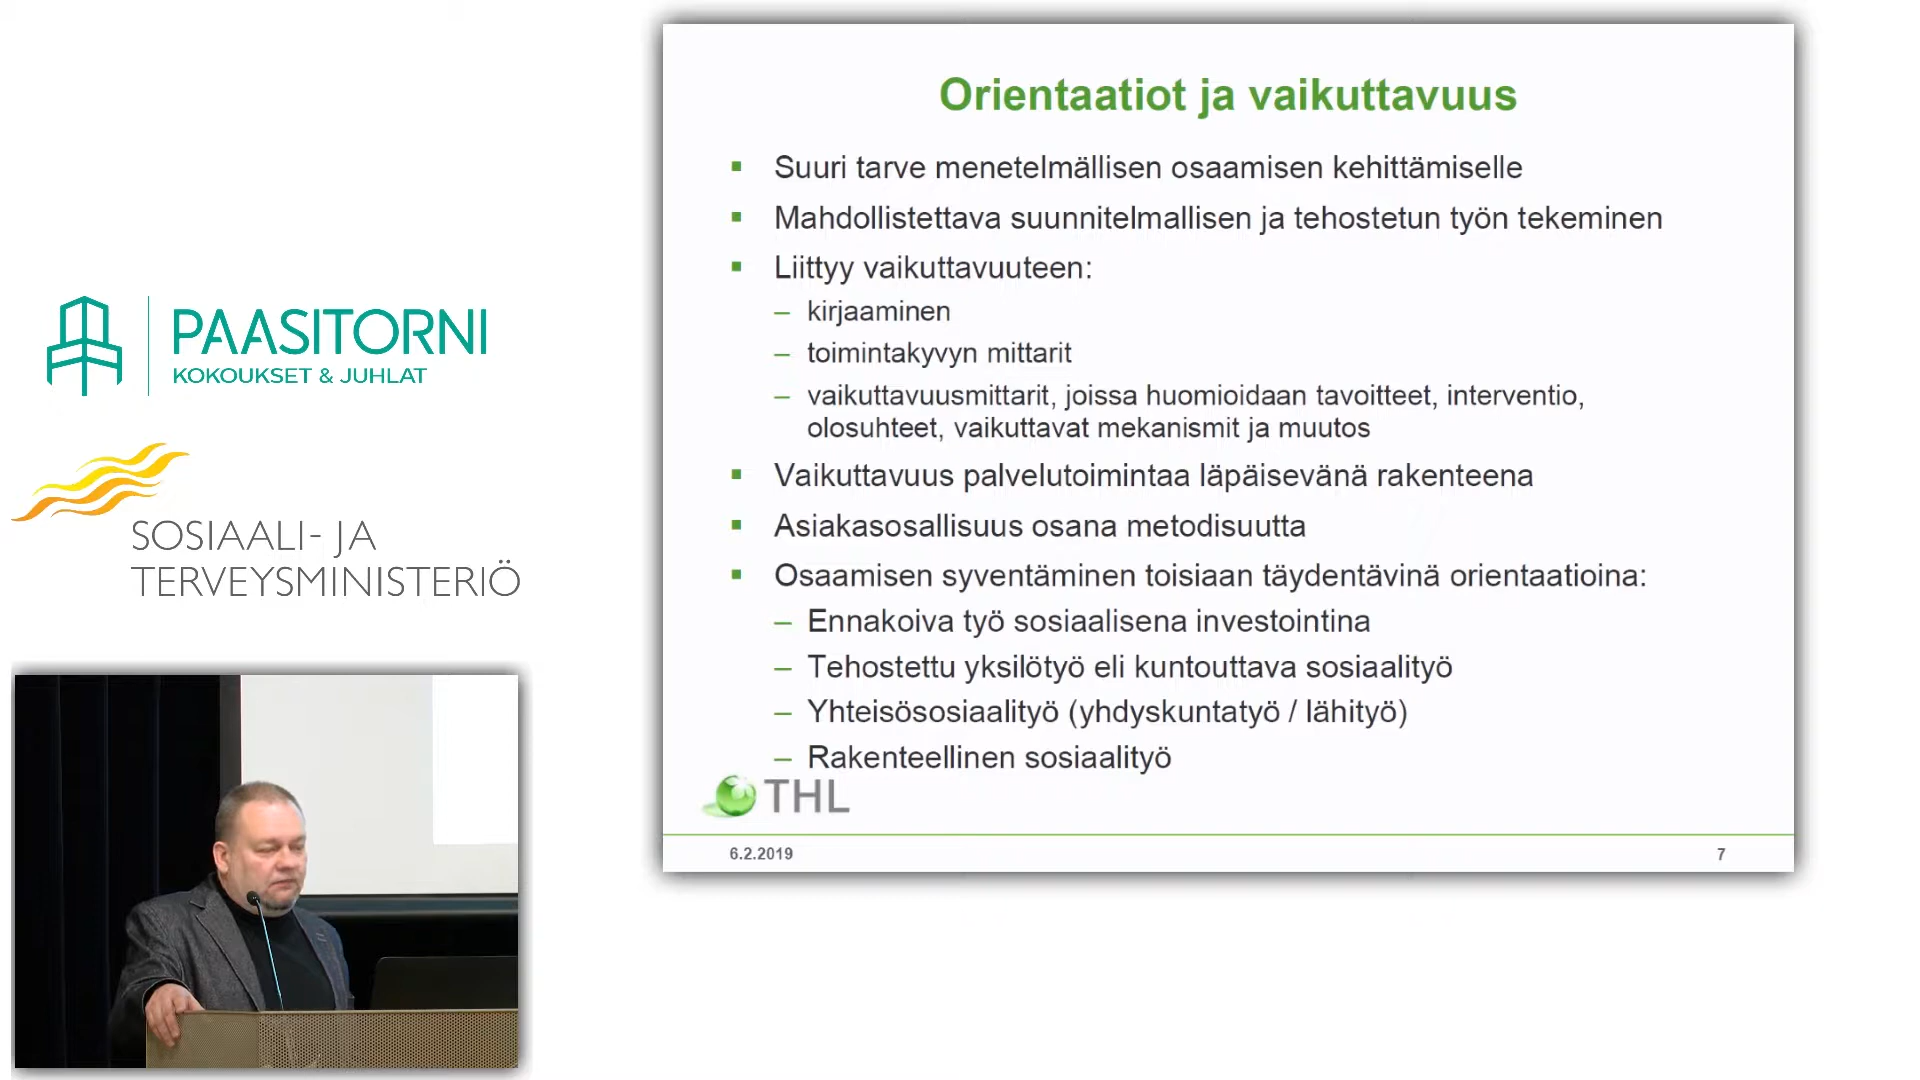 PAASITORNI
KOKOUKSET & JUHLAT
SOSIAALI- JA
TERVEYSMINISTERIÖ
Orientaatiot ja vaikuttavuus
▪ Suuri tarve menetelmällisen osaamisen kehittämiselle
▪ Mahdollistettava suunnitelmallisen ja tehostetun työn tekeminen
▪ Liittyy vaikuttavuuteen:
– kirjaaminen
– toimintakyvyn mittarit
– vaikuttavuusmittarit, joissa huomioidaan tavoitteet, interventio,
olosuhteet, vaikuttavat mekanismit ja muutos
▪ Vaikuttavuus palvelutoimintaa läpäisevänä rakenteena
▪ Asiakasosallisuus osana metodisuutta
▪ Osaamisen syventäminen toisiaan täydentävinä orientaatioina:
– Ennakoiva työ sosiaalisena investointina
– Tehostettu yksilötyö eli kuntouttava sosiaalityö
– Yhteisösosiaalityö (yhdyskuntatyö / lähityö)
– Rakenteellinen sosiaalityö
THL
6.2.2019
7